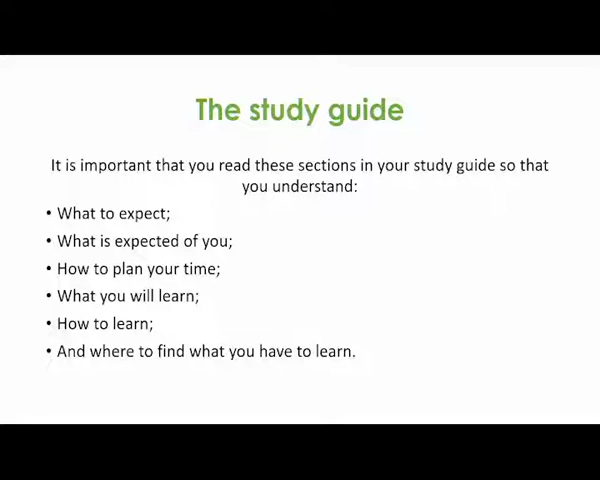 The study guide
It is important that you read these sections in your study guide so that
you understand:
• What to expect;
• What is expected of you;
• How to plan your time;
• What you will learn;
• How to learn;
• And where to find what you have to learn.